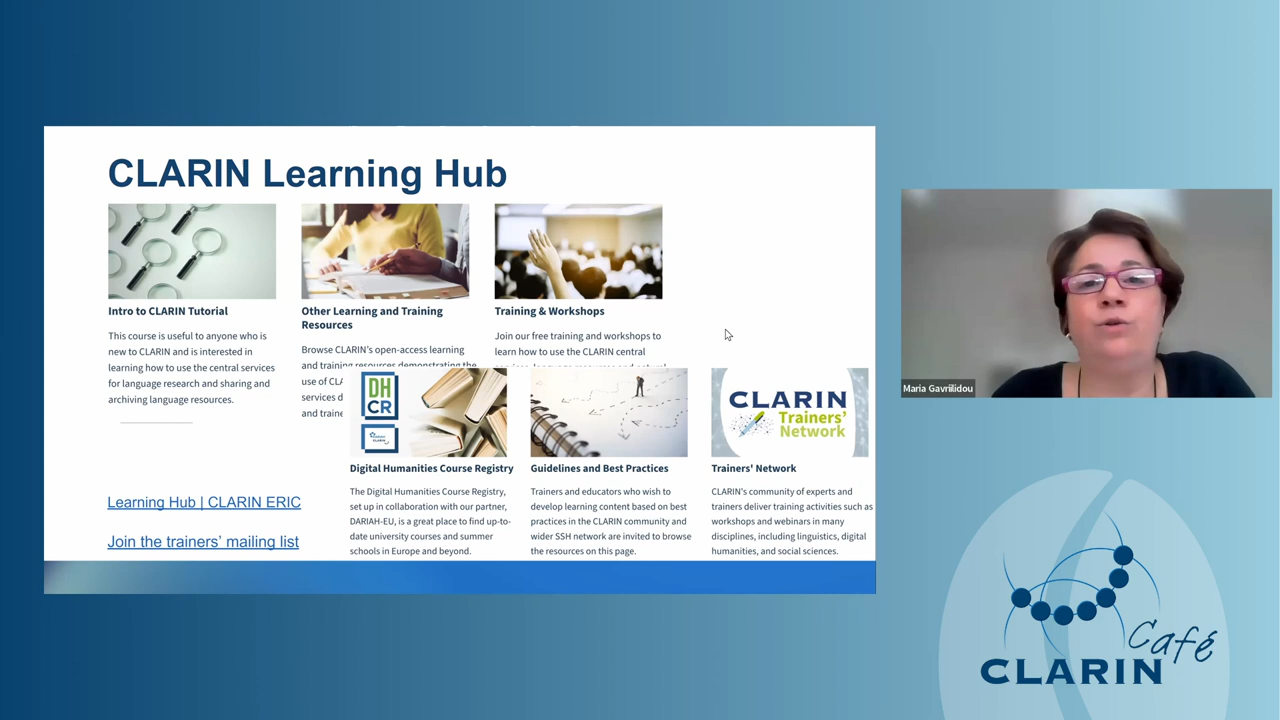 CLARIN Learning Hub
Intro to CLARIN Tutorial
This course is useful to anyone who is
new to CLARIN and is interested in
learning how to use the central services
for language research and sharing and
archiving language resources.
Other Learning and Training
Resources
Browse CLARIN's open-access learning
and training resources demonstrating the
use of CLA
services d
and traine
Training & Workshops
Join our free training and workshops to
learn how to use the CLARIN central
Learning Hub | CLARIN ERIC
Join the trainers' mailing list
DH
CR
Digital Humanities Course Registry
The Digital Humanities Course Registry,
set up in collaboration with our partner,
DARIAH-EU, is a great place to find up-to-
date university courses and summer
schools in Europe and beyond.
Guidelines and Best Practices
Trainers and educators who wish to
develop learning content based on best
practices in the CLARIN community and
wider SSH network are invited to browse
the resources on this page.
CLARIN
Trainers'
Network
Trainers' Network
CLARIN's community of experts and
trainers deliver training activities such as
workshops and webinars in many
disciplines, including linguistics, digital
humanities, and social sciences.
Maria Gavriilidou
Café
CLARIN